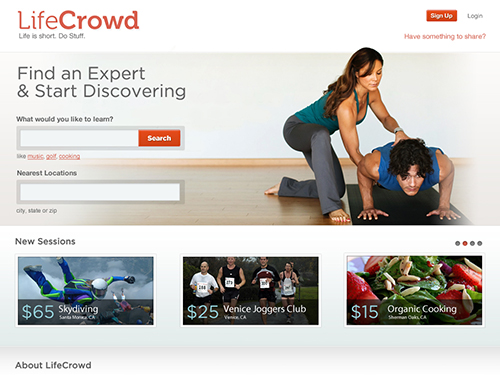 LifeCrowd
Life is short. Do Stuff.
Sign Up
Login
Have something to share?
Find an Expert
& Start Discovering
What would you like to learn?
Search
like music, golf, cooking
Nearest Locations
city, state or zip
New Sessions
$65 Skydiving
Santa Monica, CA
$25 Venice Joggers Club
Venice, CA
$15 Organic Cooking
Sherman Oaks, CA
About LifeCrowd